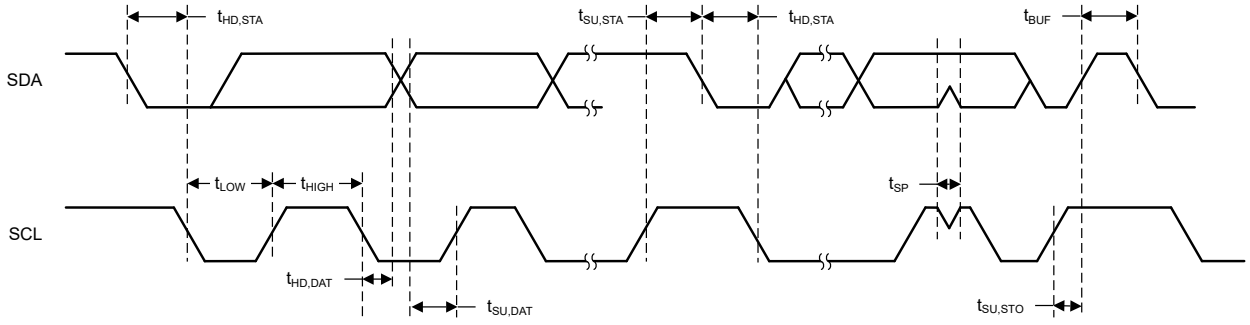 tHD,STA
tSU,STA
tHD,STA
tBUF
SDA
tLOW
tHIGH
tSP
SCL
tHD,DAT
tSU,DAT
tSU,STO